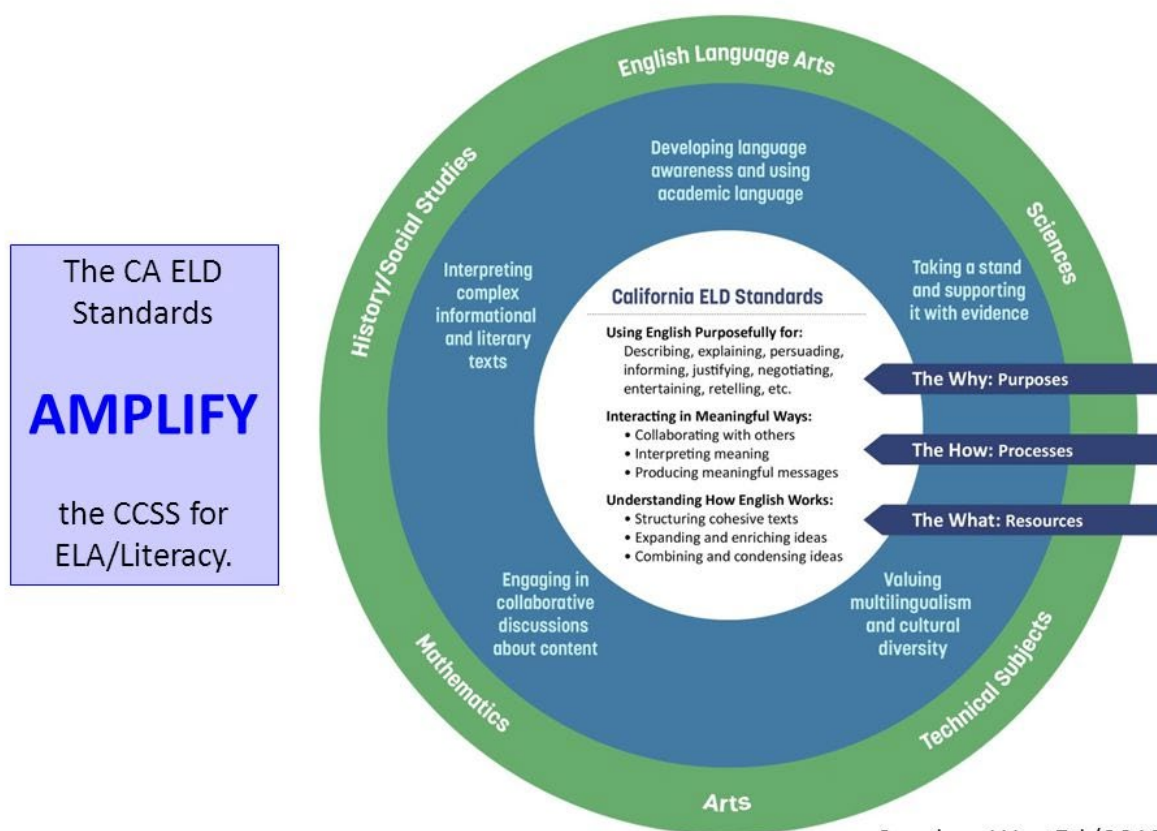 The CA ELD
Standards
AMPLIFY
the CCSS for
ELA/Literacy.
English Language Arts
History/Social Studies
Sciences
Mathematics
Technical Subjects
Arts
Developing language
awareness and using
academic language
Interpreting
complex
informational
and literary
texts
Taking a stand
and supporting
it with evidence
Engaging in
collaborative
discussions
about content
Valuing
multilingualism
and cultural
diversity
California ELD Standards
Using English Purposefully for:
Describing, explaining, persuading,
informing, justifying, negotiating,
entertaining, retelling, etc.
Interacting in Meaningful Ways:
• Collaborating with others
• Interpreting meaning
• Producing meaningful messages
Understanding How English Works:
• Structuring cohesive texts
• Expanding and enriching ideas
• Combining and condensing ideas
The Why: Purposes
The How: Processes
The What: Resources